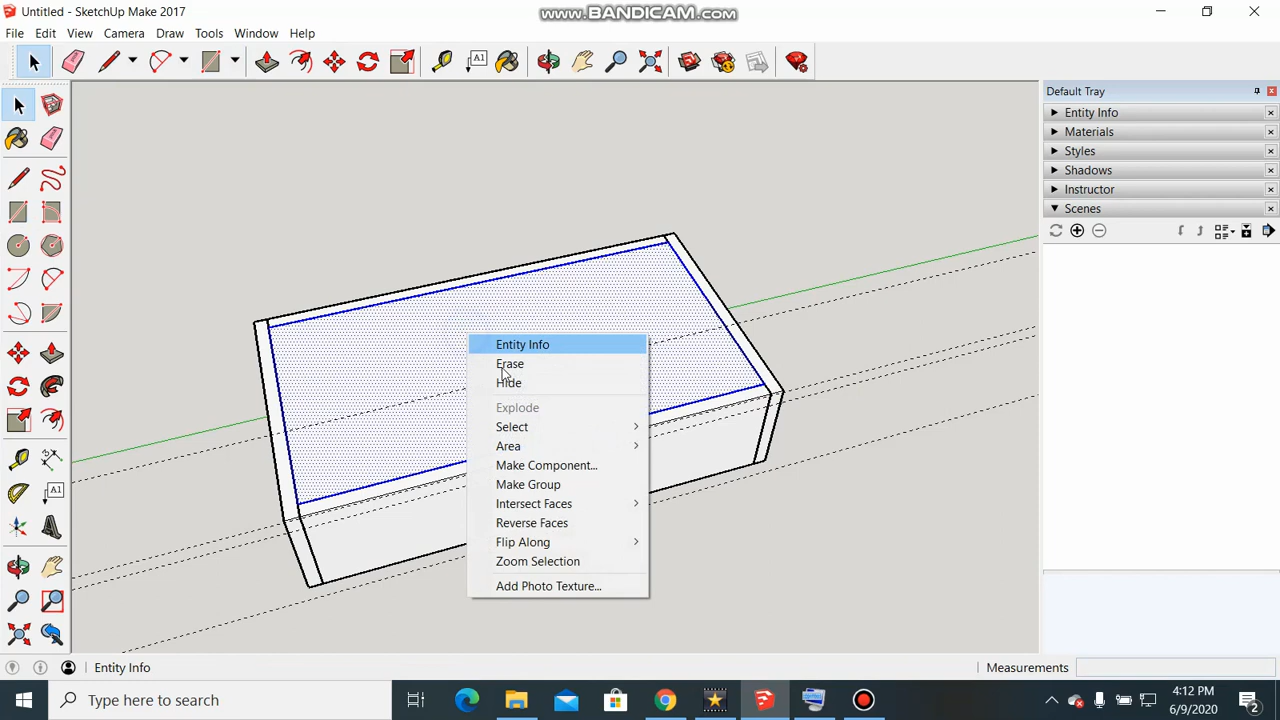 Untitled - SketchUp Make 2017
www.BANDICAM.com
File Edit View Camera Draw Tools Window Help
A1
Default Tray
Entity Info
Materials
Styles
Shadows
Instructor
Scenes
A1
Entity Info
Erase
Hide
Explode
Select
Area
Make Component...
Make Group
Intersect Faces
Reverse Faces
Flip Along
Zoom Selection
Add Photo Texture...
Entity Info
Measurements
Type here to search
4:12 PM
6/9/2020
2